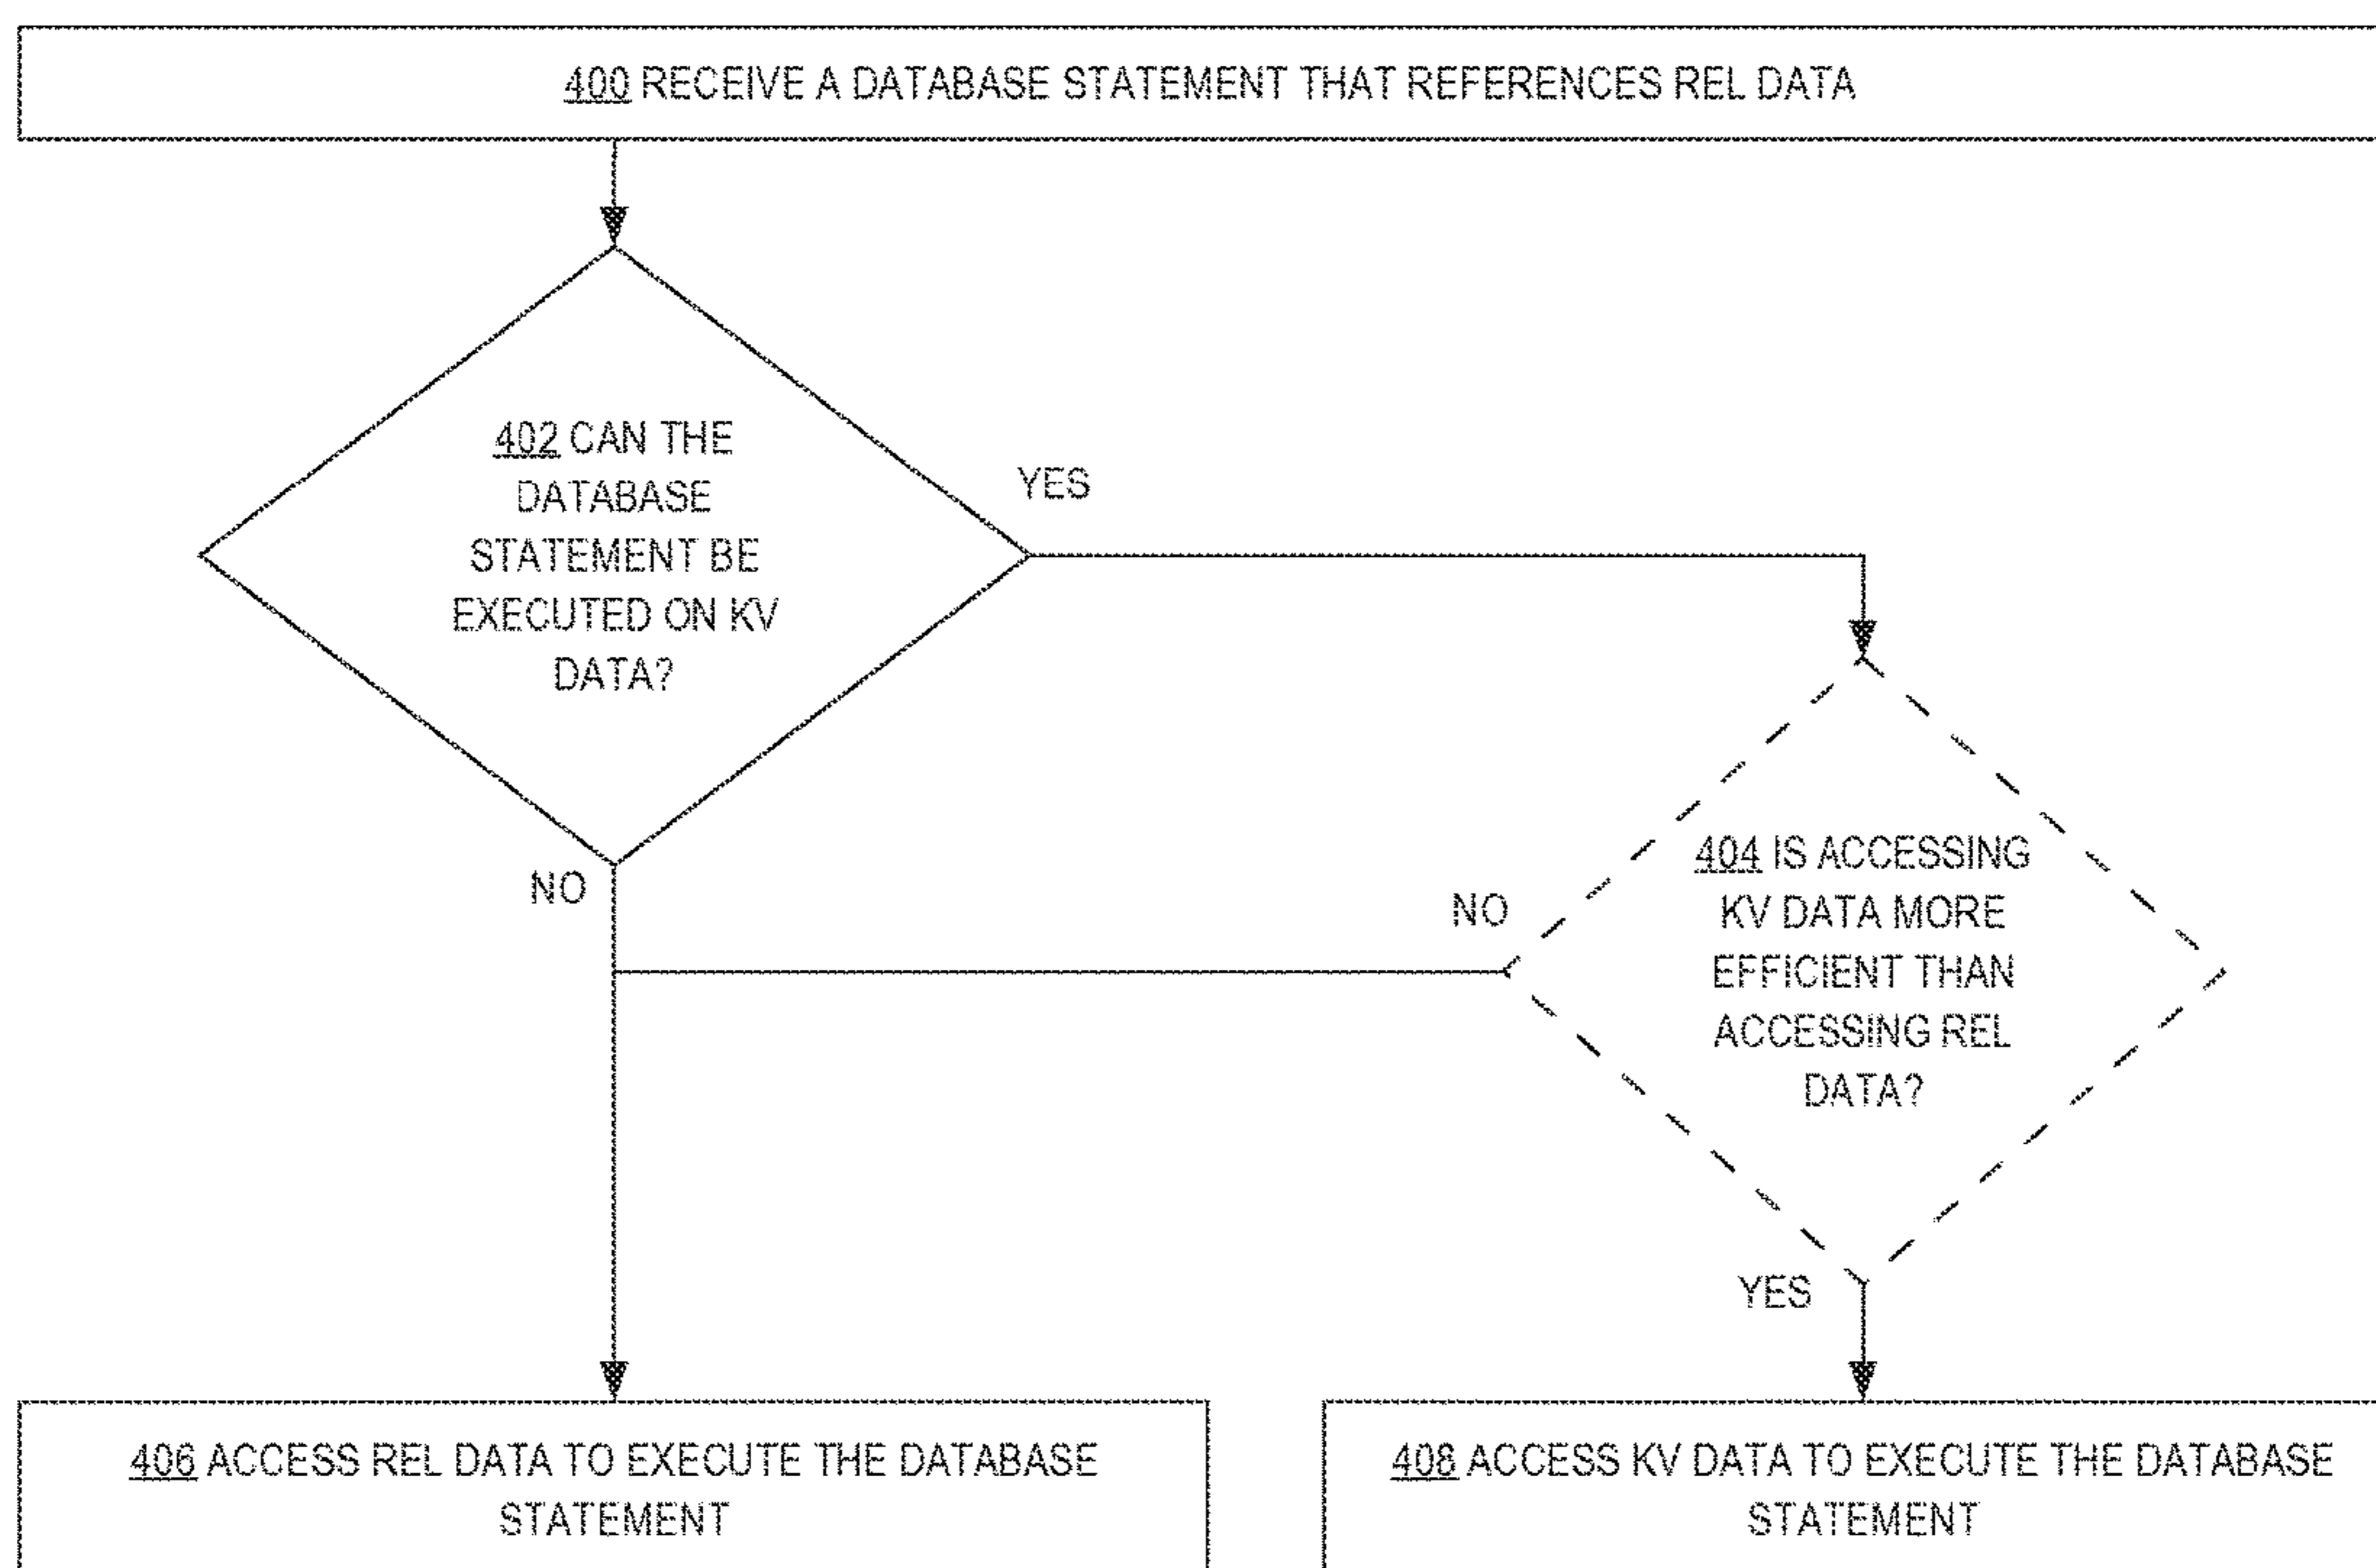 400 RECEIVE A DATABASE STATEMENT THAT REFERENCES REL DATA
402 CAN THE
DATABASE
STATEMENT BE
EXECUTED ON KV
DATA?
YES
NO
404 IS ACCESSING
KV DATA MORE
EFFICIENT THAN
ACCESSING REL
DATA?
NO
YES
406 ACCESS REL DATA TO EXECUTE THE DATABASE
STATEMENT
408 ACCESS KV DATA TO EXECUTE THE DATABASE
STATEMENT